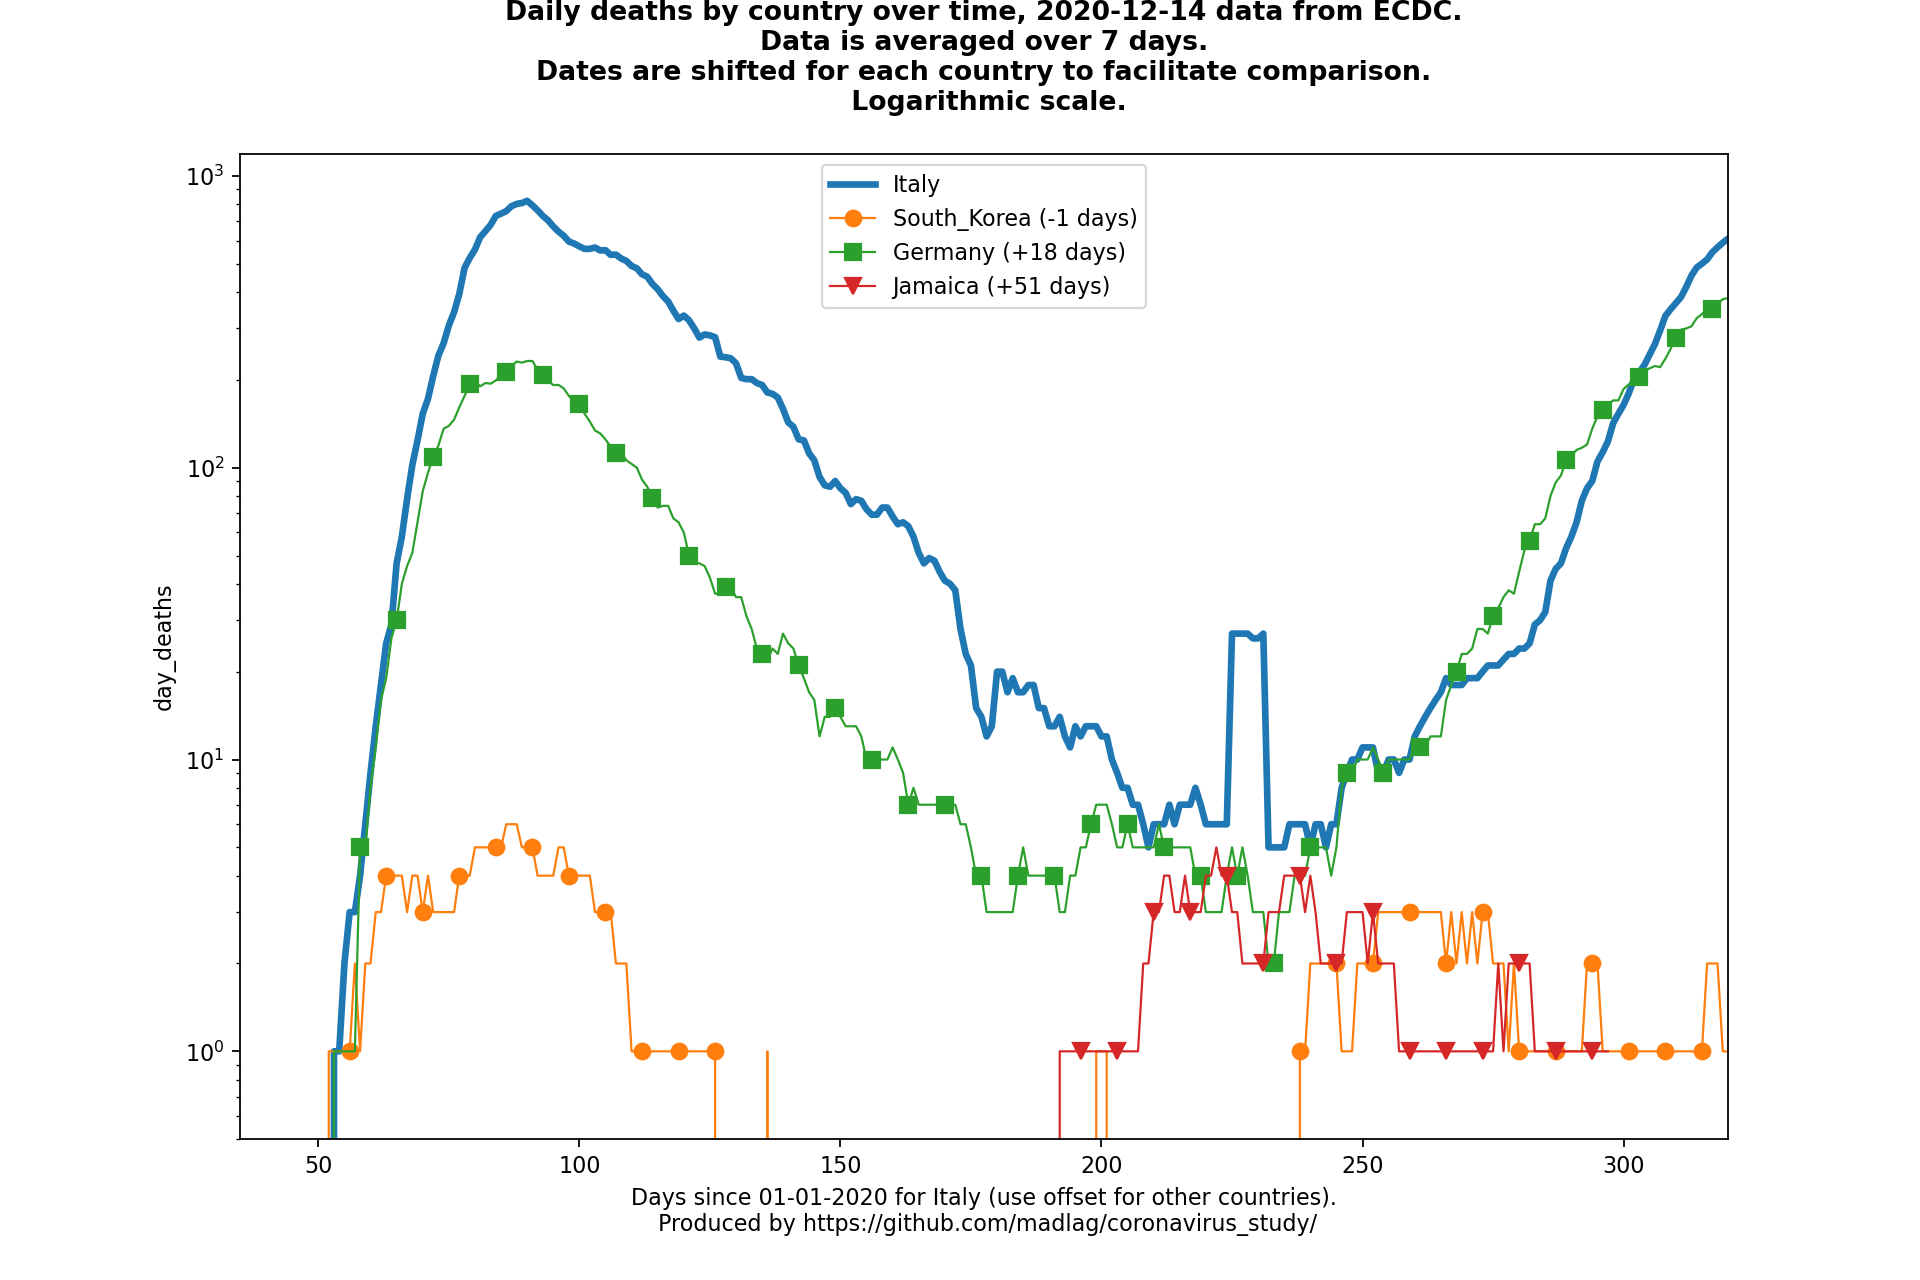 Daily deaths by country over time, 2020-12-14 data from ECDC.
Data is averaged over 7 days.
Dates are shifted for each country to facilitate comparison.
Logarithmic scale.
Italy
South_Korea (-1 days)
Germany (+18 days)
Jamaica (+51 days)
10³
10²
10¹
10⁰
day_deaths
50 100 150 200 250 300
Days since 01-01-2020 for Italy (use offset for other countries).
Produced by https://github.com/madlag/coronavirus_study/